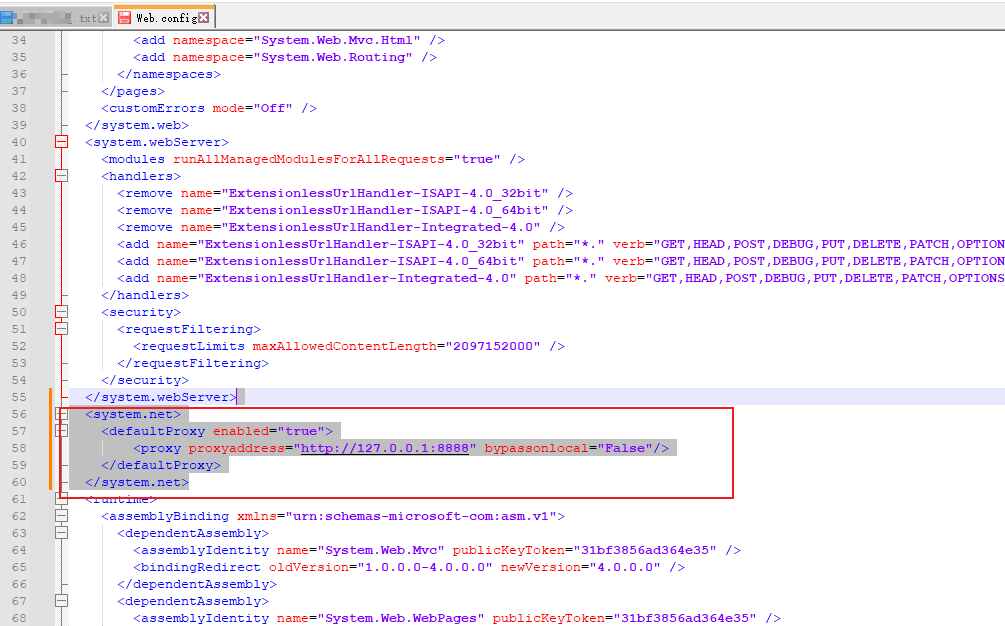 .txt
Web.config
34 <add namespace="System.Web.Mvc.Html" />
35 <add namespace="System.Web.Routing" />
36 </namespaces>
37 </pages>
38 <customErrors mode="Off" />
39 </system.web>
40 <system.webServer>
41 <modules runAllManagedModulesForAllRequests="true" />
42 <handlers>
43 <remove name="ExtensionlessUrlHandler-ISAPI-4.0_32bit" />
44 <remove name="ExtensionlessUrlHandler-ISAPI-4.0_64bit" />
45 <remove name="ExtensionlessUrlHandler-Integrated-4.0" />
46 <add name="ExtensionlessUrlHandler-ISAPI-4.0_32bit" path="*." verb="GET,HEAD,POST,DEBUG,PUT,DELETE,PATCH,OPTION
47 <add name="ExtensionlessUrlHandler-ISAPI-4.0_64bit" path="*." verb="GET,HEAD,POST,DEBUG,PUT,DELETE,PATCH,OPTION
48 <add name="ExtensionlessUrlHandler-Integrated-4.0" path="*." verb="GET,HEAD,POST,DEBUG,PUT,DELETE,PATCH,OPTIONS
49 </handlers>
50 <security>
51 <requestFiltering>
52 <requestLimits maxAllowedContentLength="2097152000" />
53 </requestFiltering>
54 </security>
55 </system.webServer>
56 <system.net>
57 <defaultProxy enabled="true">
58 <proxy proxyaddress="http://127.0.0.1:8888" bypassonlocal="False"/>
59 </defaultProxy>
60 </system.net>
61 <runtime>
62 <assemblyBinding xmlns="urn:schemas-microsoft-com:asm.v1">
63 <dependentAssembly>
64 <assemblyIdentity name="System.Web.Mvc" publicKeyToken="31bf3856ad364e35" />
65 <bindingRedirect oldVersion="1.0.0.0-4.0.0.0" newVersion="4.0.0.0" />
66 </dependentAssembly>
67 <dependentAssembly>
68 <assemblyIdentity name="System.Web.WebPages" publicKeyToken="31bf3856ad364e35" />